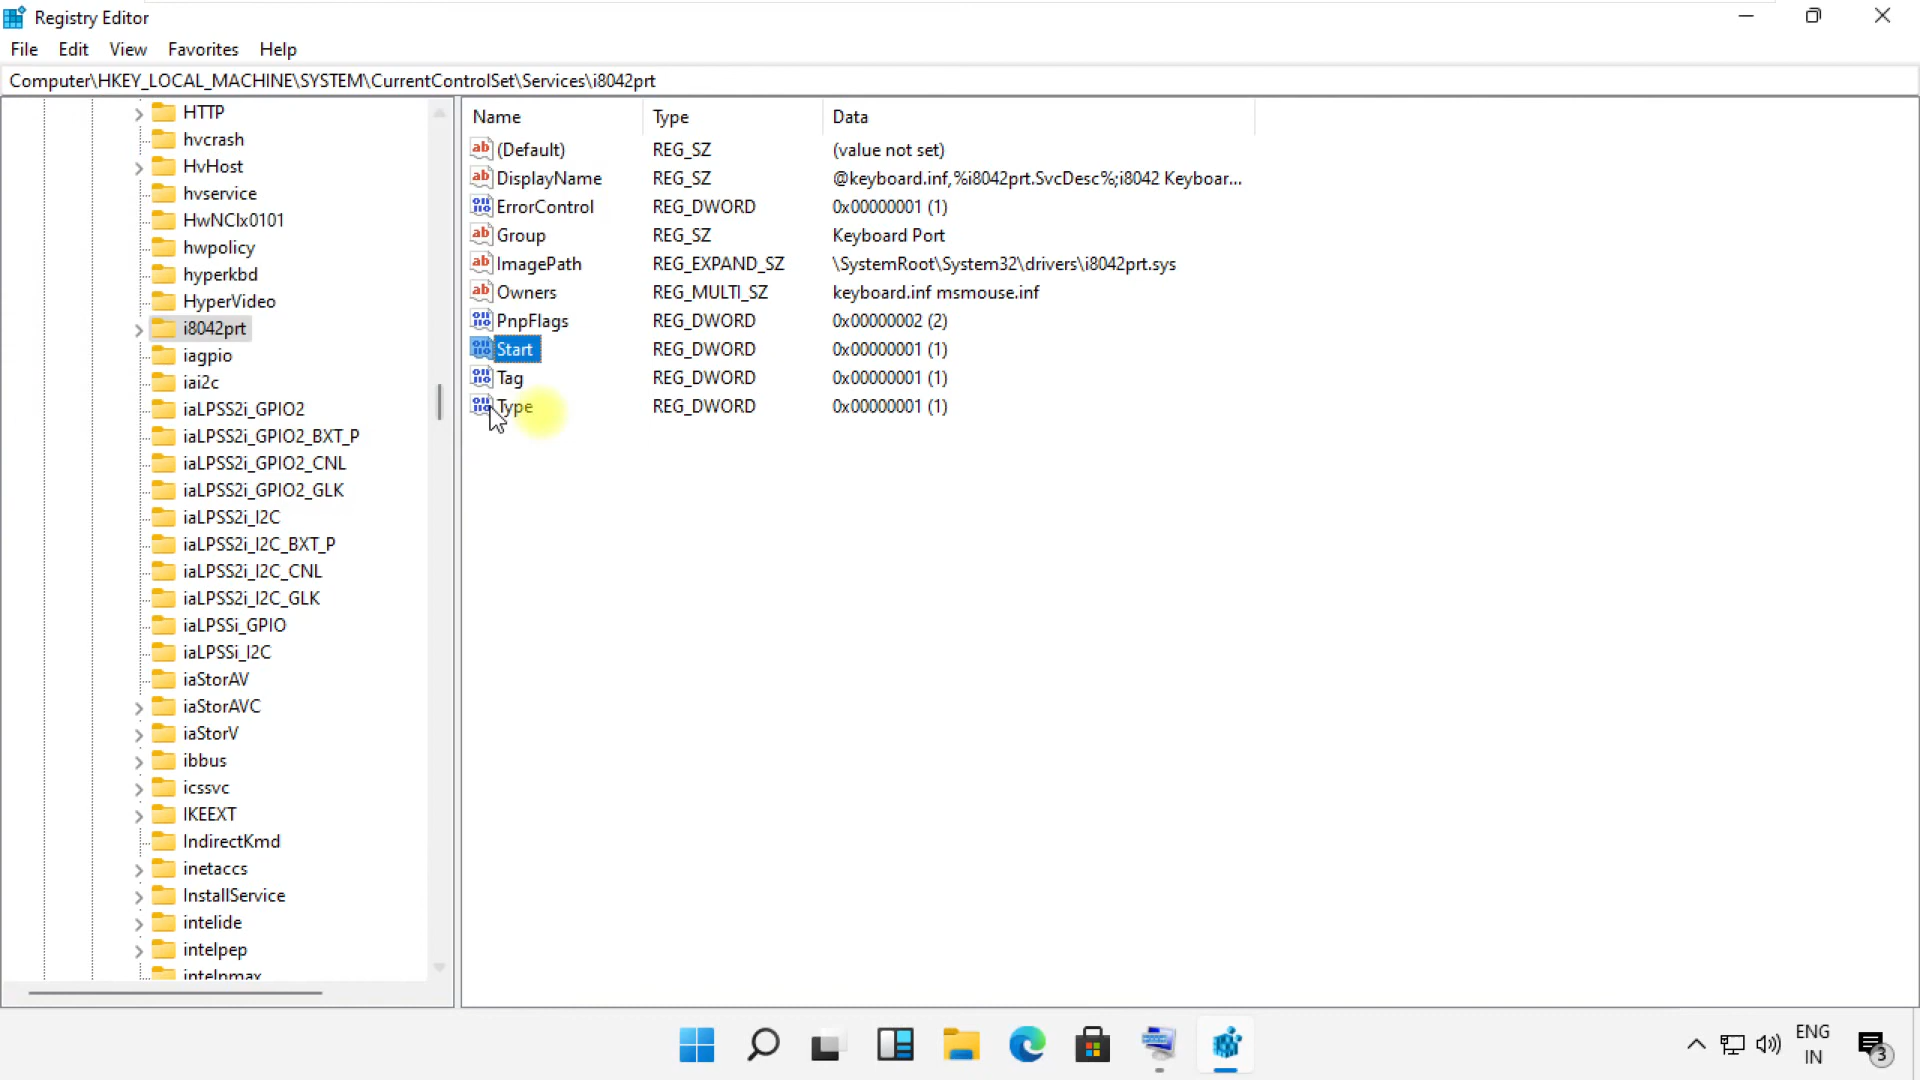 Registry Editor
File Edit View Favorites Help
Computer\HKEY_LOCAL_MACHINE\SYSTEM\CurrentControlSet\Services\i8042prt
HTTP
hvcrash
HvHost
hvservice
HwNClx0101
hwpolicy
hyperkbd
HyperVideo
i8042prt
iagpio
iai2c
iaLPSS2i_GPIO2
iaLPSS2i_GPIO2_BXT_P
iaLPSS2i_GPIO2_CNL
iaLPSS2i_GPIO2_GLK
iaLPSS2i_I2C
iaLPSS2i_I2C_BXT_P
iaLPSS2i_I2C_CNL
iaLPSS2i_I2C_GLK
iaLPSSi_GPIO
iaLPSSi_I2C
iaStorAV
iaStorAVC
iaStorV
ibbus
icssvc
IKEEXT
IndirectKmd
inetaccs
InstallService
intelide
intelpep
intelpmax
Name Type Data
(Default) REG_SZ (value not set)
DisplayName REG_SZ @keyboard.inf,%i8042prt.SvcDesc%;i8042 Keyboar...
ErrorControl REG_DWORD 0x00000001 (1)
Group REG_SZ Keyboard Port
ImagePath REG_EXPAND_SZ \SystemRoot\System32\drivers\i8042prt.sys
Owners REG_MULTI_SZ keyboard.inf msmouse.inf
PnpFlags REG_DWORD 0x00000002 (2)
Start REG_DWORD 0x00000001 (1)
Tag REG_DWORD 0x00000001 (1)
Type REG_DWORD 0x00000001 (1)
ENG
IN
3